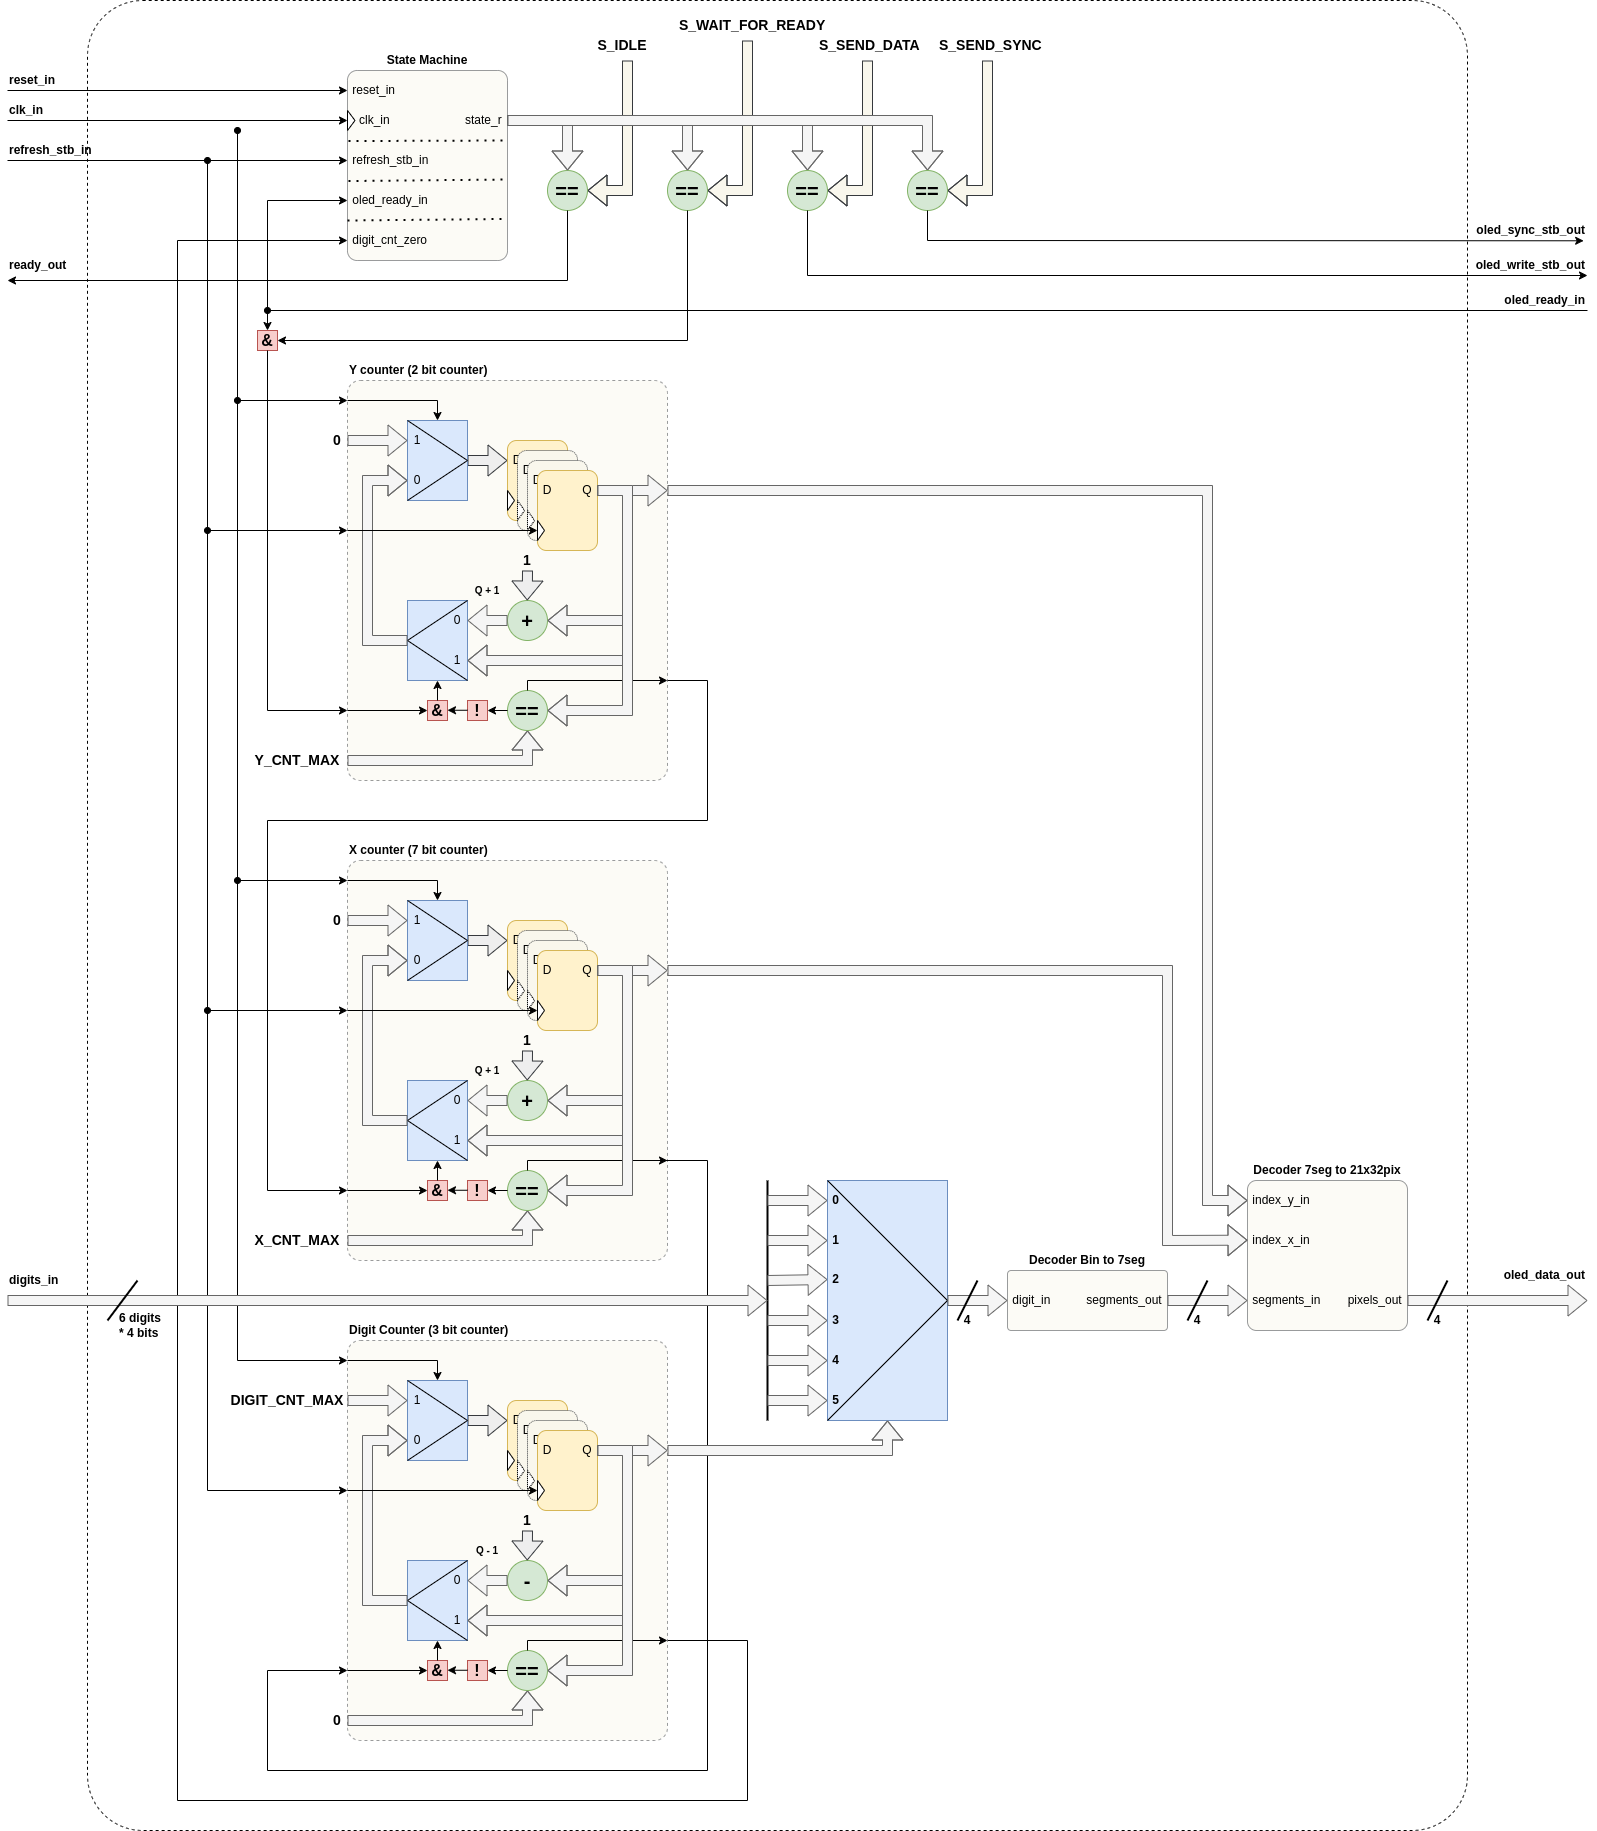 S_WAIT_FOR_READY
S_IDLE
S_SEND_DATA
S_SEND_SYNC
State Machine
reset_in
reset_in
clk_in
clk_in
state_r
refresh_stb_in
refresh_stb_in
oled_ready_in
digit_cnt_zero
==
==
==
==
oled_sync_stb_out
ready_out
oled_write_stb_out
oled_ready_in
&
Y counter (2 bit counter)
0
1
0
D
D
D
D
Q
1
Q + 1
+
0
1
&
!
==
Y_CNT_MAX
X counter (7 bit counter)
0
1
0
D
D
D
D
Q
1
Q + 1
+
0
1
&
!
==
X_CNT_MAX
digits_in
6 digits
* 4 bits
0
1
2
3
4
5
4
Decoder Bin to 7seg
digit_in
segments_out
4
Decoder 7seg to 21x32pix
index_y_in
index_x_in
segments_in
pixels_out
4
oled_data_out
Digit Counter (3 bit counter)
DIGIT_CNT_MAX
1
0
D
D
D
D
Q
1
Q - 1
-
0
1
&
!
==
0